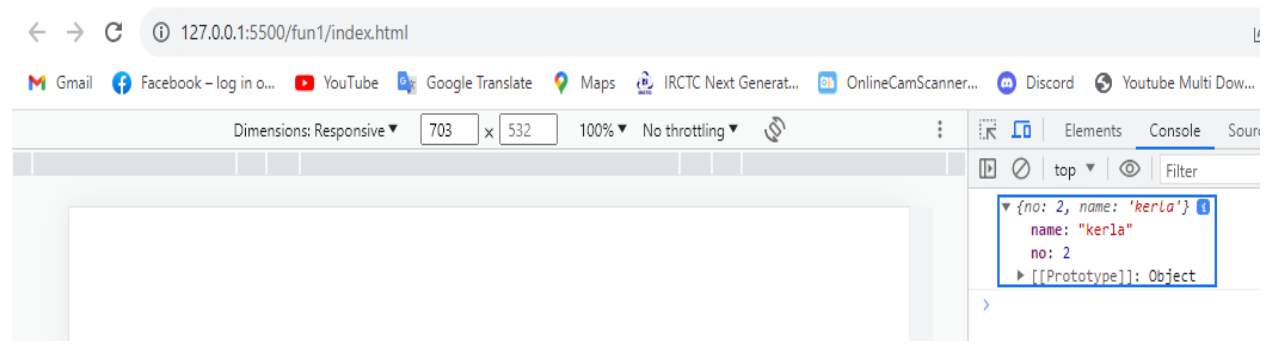 127.0.0.1:5500/fun1/index.html
Gmail Facebook – log in o... YouTube Google Translate Maps IRCTC Next Generat... OnlineCamScanner... Discord Youtube Multi Dow...
Dimensions: Responsive ▼ 703 x 532 100% ▼ No throttling ▼ Elements Console Sour
top ▼ Filter
▼ {no: 2, name: 'kerla'} i
name: "kerla"
no: 2
▶ [[Prototype]]: Object
>